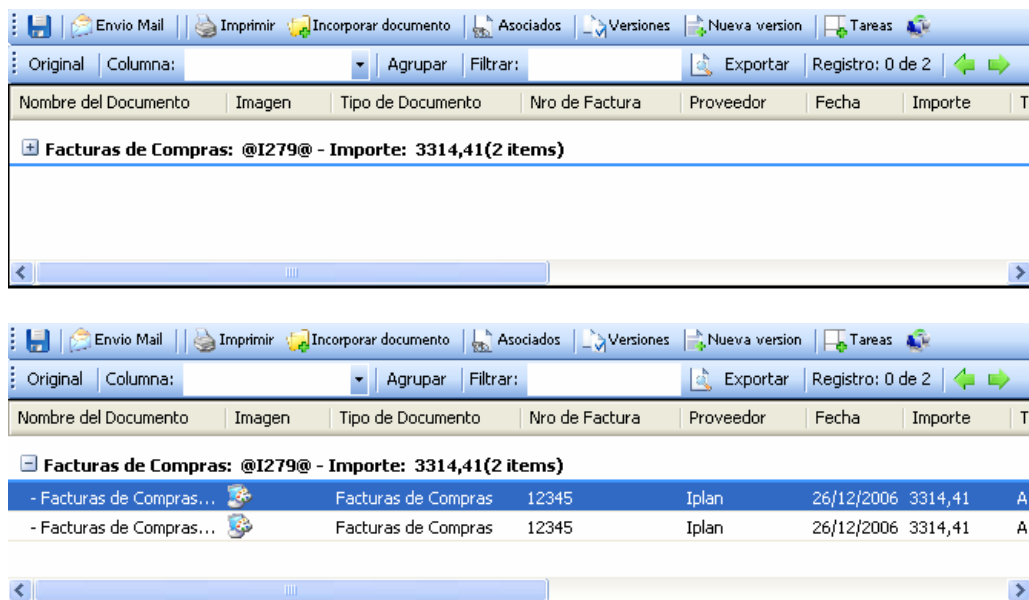 Envio Mail Imprimir Incorporar documento Asociados Versiones Nueva version Tareas
Original Columna: Agrupar Filtrar: Exportar Registro: 0 de 2
Nombre del Documento Imagen Tipo de Documento Nro de Factura Proveedor Fecha Importe T
Facturas de Compras: @I279@ - Importe: 3314,41(2 items)
Envio Mail Imprimir Incorporar documento Asociados Versiones Nueva version Tareas
Original Columna: Agrupar Filtrar: Exportar Registro: 0 de 2
Nombre del Documento Imagen Tipo de Documento Nro de Factura Proveedor Fecha Importe T
Facturas de Compras: @I279@ - Importe: 3314,41(2 items)
- Facturas de Compras... Facturas de Compras 12345 Iplan 26/12/2006 3314,41 A
- Facturas de Compras... Facturas de Compras 12345 Iplan 26/12/2006 3314,41 A